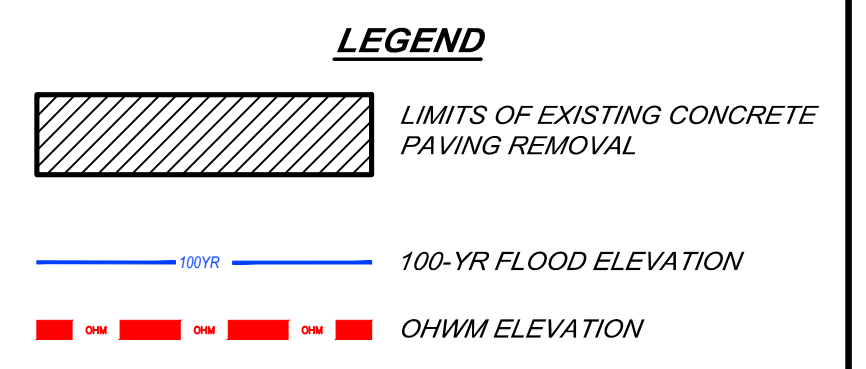 LEGEND
LIMITS OF EXISTING CONCRETE
PAVING REMOVAL
100YR 100-YR FLOOD ELEVATION
OHM OHM OHM OHWM ELEVATION